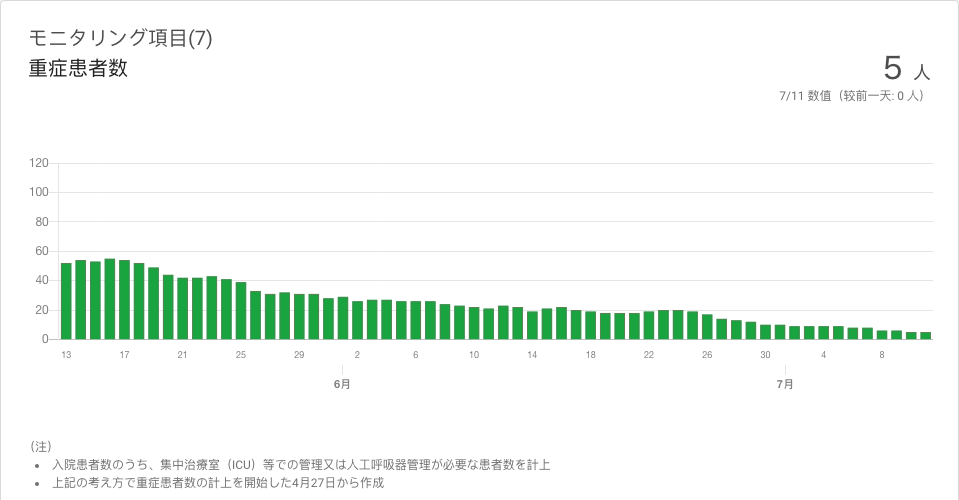 モニタリング項目(7)
重症患者数
5 人
7/11 数值（较前一天: 0 人）
120
100
80
60
40
20
0
13 17 21 25 29 2 6 10 14 18 22 26 30 4 8
6月 7月
（注）
• 入院患者数のうち、集中治療室（ICU）等での管理又は人工呼吸器管理が必要な患者数を計上
• 上記の考え方で重症患者数の計上を開始した4月27日から作成